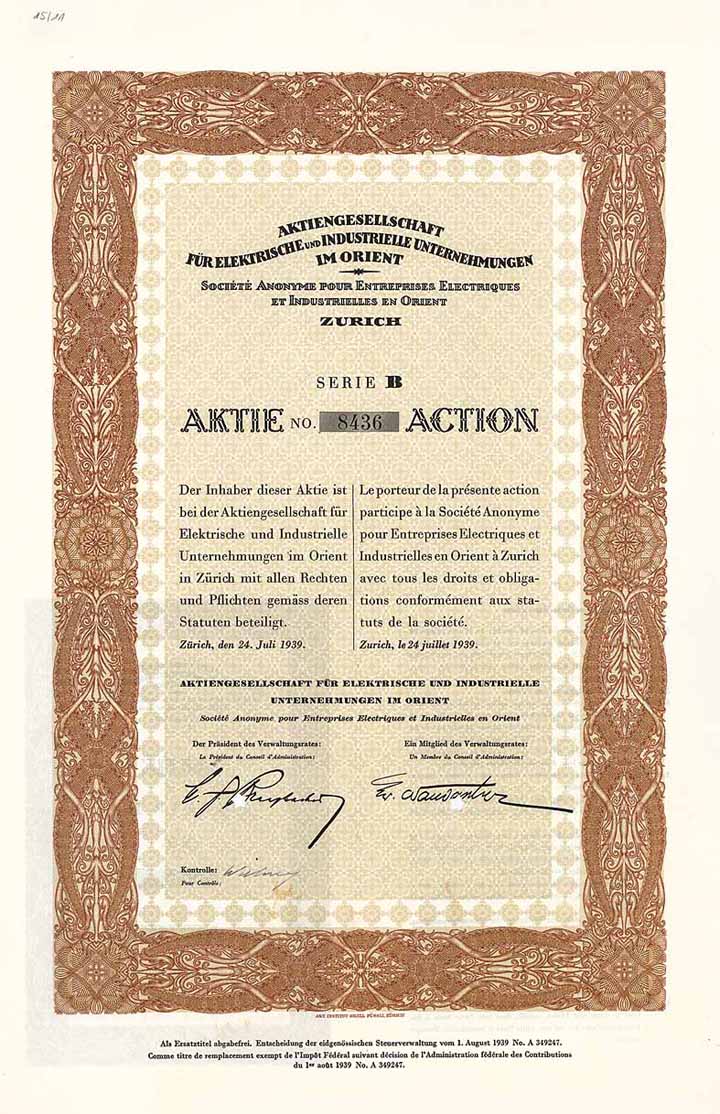 15/11
AKTIENGESELLSCHAFT
FÜR ELEKTRISCHE UND INDUSTRIELLE UNTERNEHMUNGEN
IM ORIENT
SOCIÉTÉ ANONYME POUR ENTREPRISES ELECTRIQUES
ET INDUSTRIELLES EN ORIENT
ZURICH
SERIE B
AKTIE NO. 8436 ACTION
Der Inhaber dieser Aktie ist
bei der Aktiengesellschaft für
Elektrische und Industrielle
Unternehmungen im Orient
in Zürich mit allen Rechten
und Pflichten gemäss deren
Statuten beteiligt.
Zürich, den 24. Juli 1939.
Le porteur de la présente action
participe à la Société Anonyme
pour Entreprises Electriques et
Industrielles en Orient à Zurich
avec tous les droits et obliga-
tions conformément aux sta-
tuts de la société.
Zurich, le 24 juillet 1939.
AKTIENGESELLSCHAFT FÜR ELEKTRISCHE UND INDUSTRIELLE
UNTERNEHMUNGEN IM ORIENT
Société Anonyme pour Entreprises Electriques et Industrielles en Orient
Der Präsident des Verwaltungsrates:
Le Président du Conseil d'Administration:
Ein Mitglied des Verwaltungsrates:
Un Membre du Conseil d'Administration:
Kontrolle:
Pour Contrôle:
ART. INSTITUT ORELL FÜSSLI, ZÜRICH
Als Ersatztitel abgabefrei. Entscheidung der eidgenössischen Steuerverwaltung vom 1. August 1939 No. A 349247.
Comme titre de remplacement exempt de l'Impôt Fédéral suivant décision de l'Administration fédérale des Contributions
du 1er août 1939 No. A 349247.